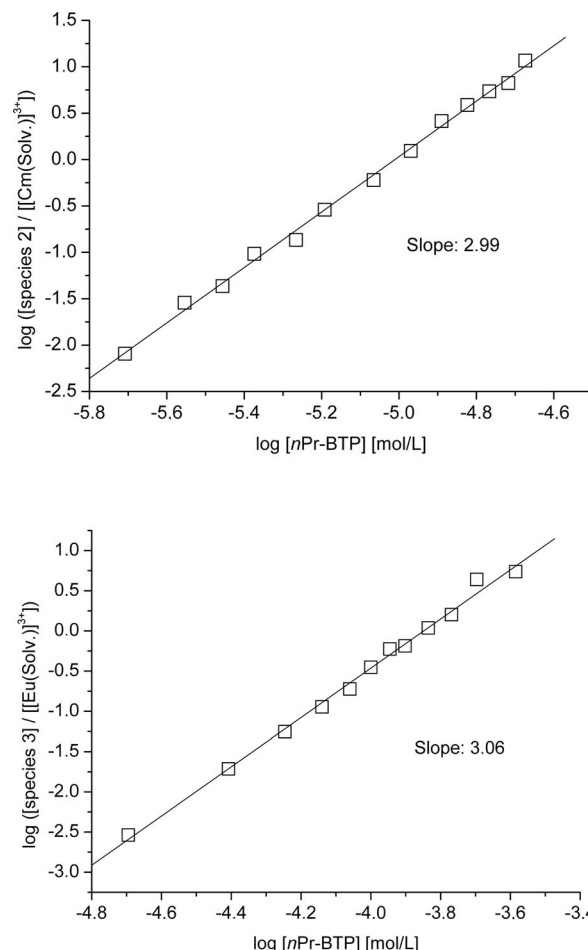 log ([species 2] / [[Cm(Solv.)]³⁺])
1.5
1.0
0.5
0.0
-0.5
-1.0
-1.5
-2.0
-2.5
Slope: 2.99
-5.8 -5.6 -5.4 -5.2 -5.0 -4.8 -4.6
log [nPr-BTP] [mol/L]
log ([species 3] / [[Eu(Solv.)]³⁺])
1.0
0.5
0.0
-0.5
-1.0
-1.5
-2.0
-2.5
-3.0
Slope: 3.06
-4.8 -4.6 -4.4 -4.2 -4.0 -3.8 -3.6 -3.4
log [nPr-BTP] [mol/L]